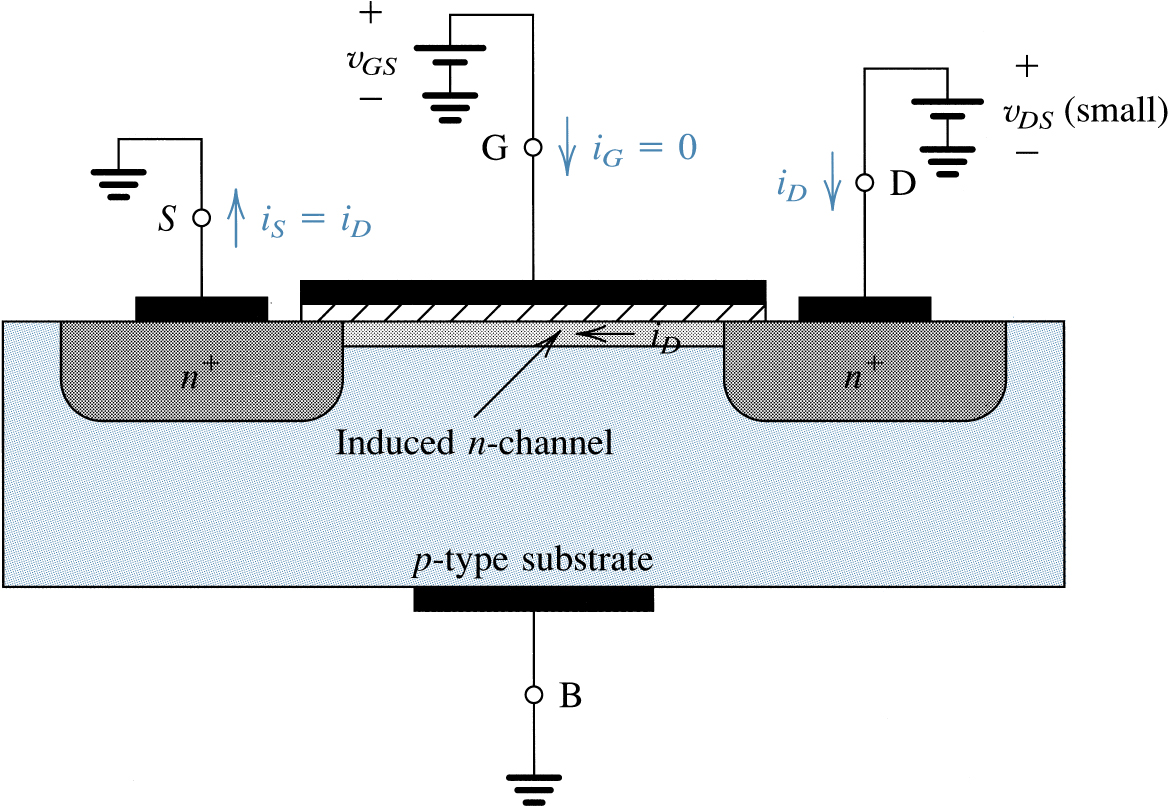 +
v_GS
−
+
v_DS (small)
−
G
i_G = 0
i_D
D
S
i_S = i_D
i_D
n⁺
n⁺
Induced n-channel
p-type substrate
B